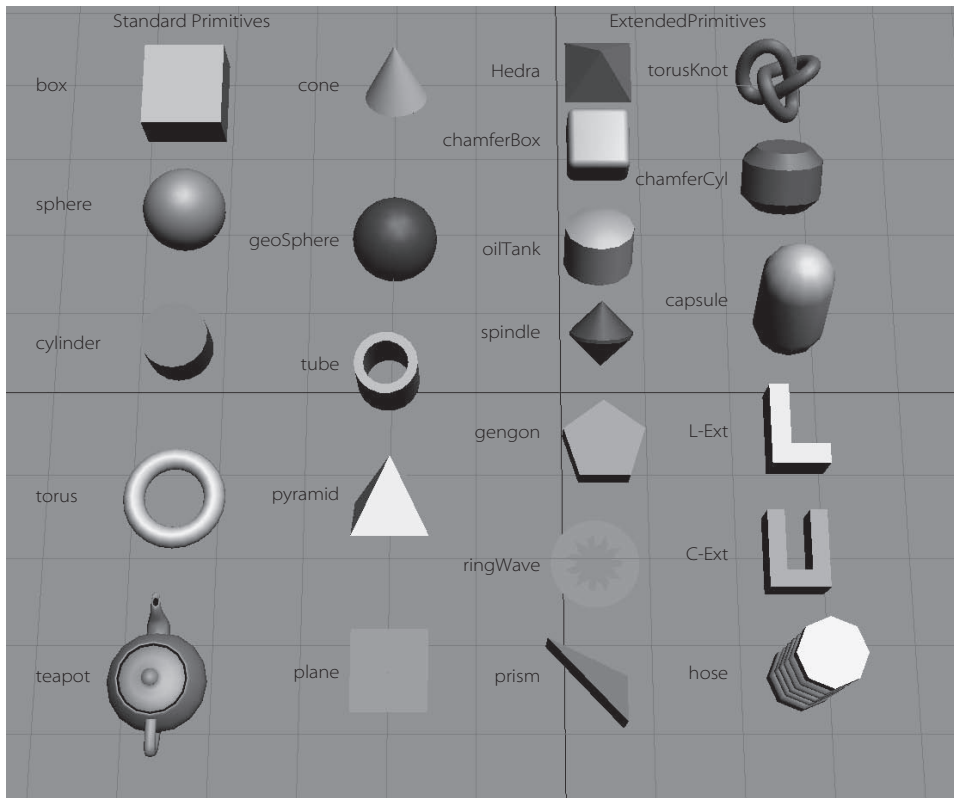 Standard Primitives
box
cone
sphere
geoSphere
cylinder
tube
torus
pyramid
teapot
plane
ExtendedPrimitives
Hedra
torusKnot
chamferBox
chamferCyl
oilTank
capsule
spindle
gengon
L-Ext
ringWave
C-Ext
prism
hose